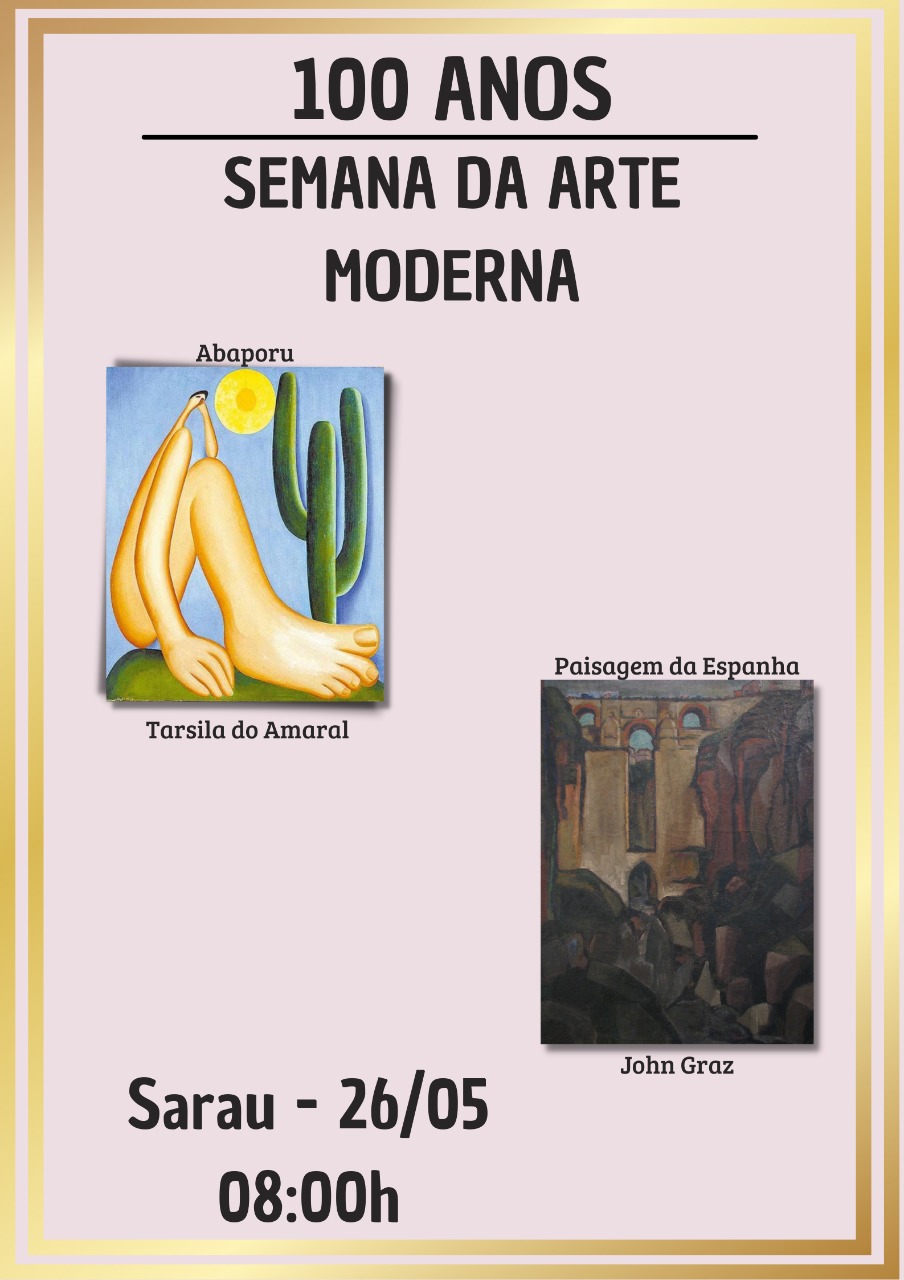 100 ANOS
SEMANA DA ARTE
MODERNA
Abaporu
Tarsila do Amaral
Paisagem da Espanha
John Graz
Sarau - 26/05
08:00h